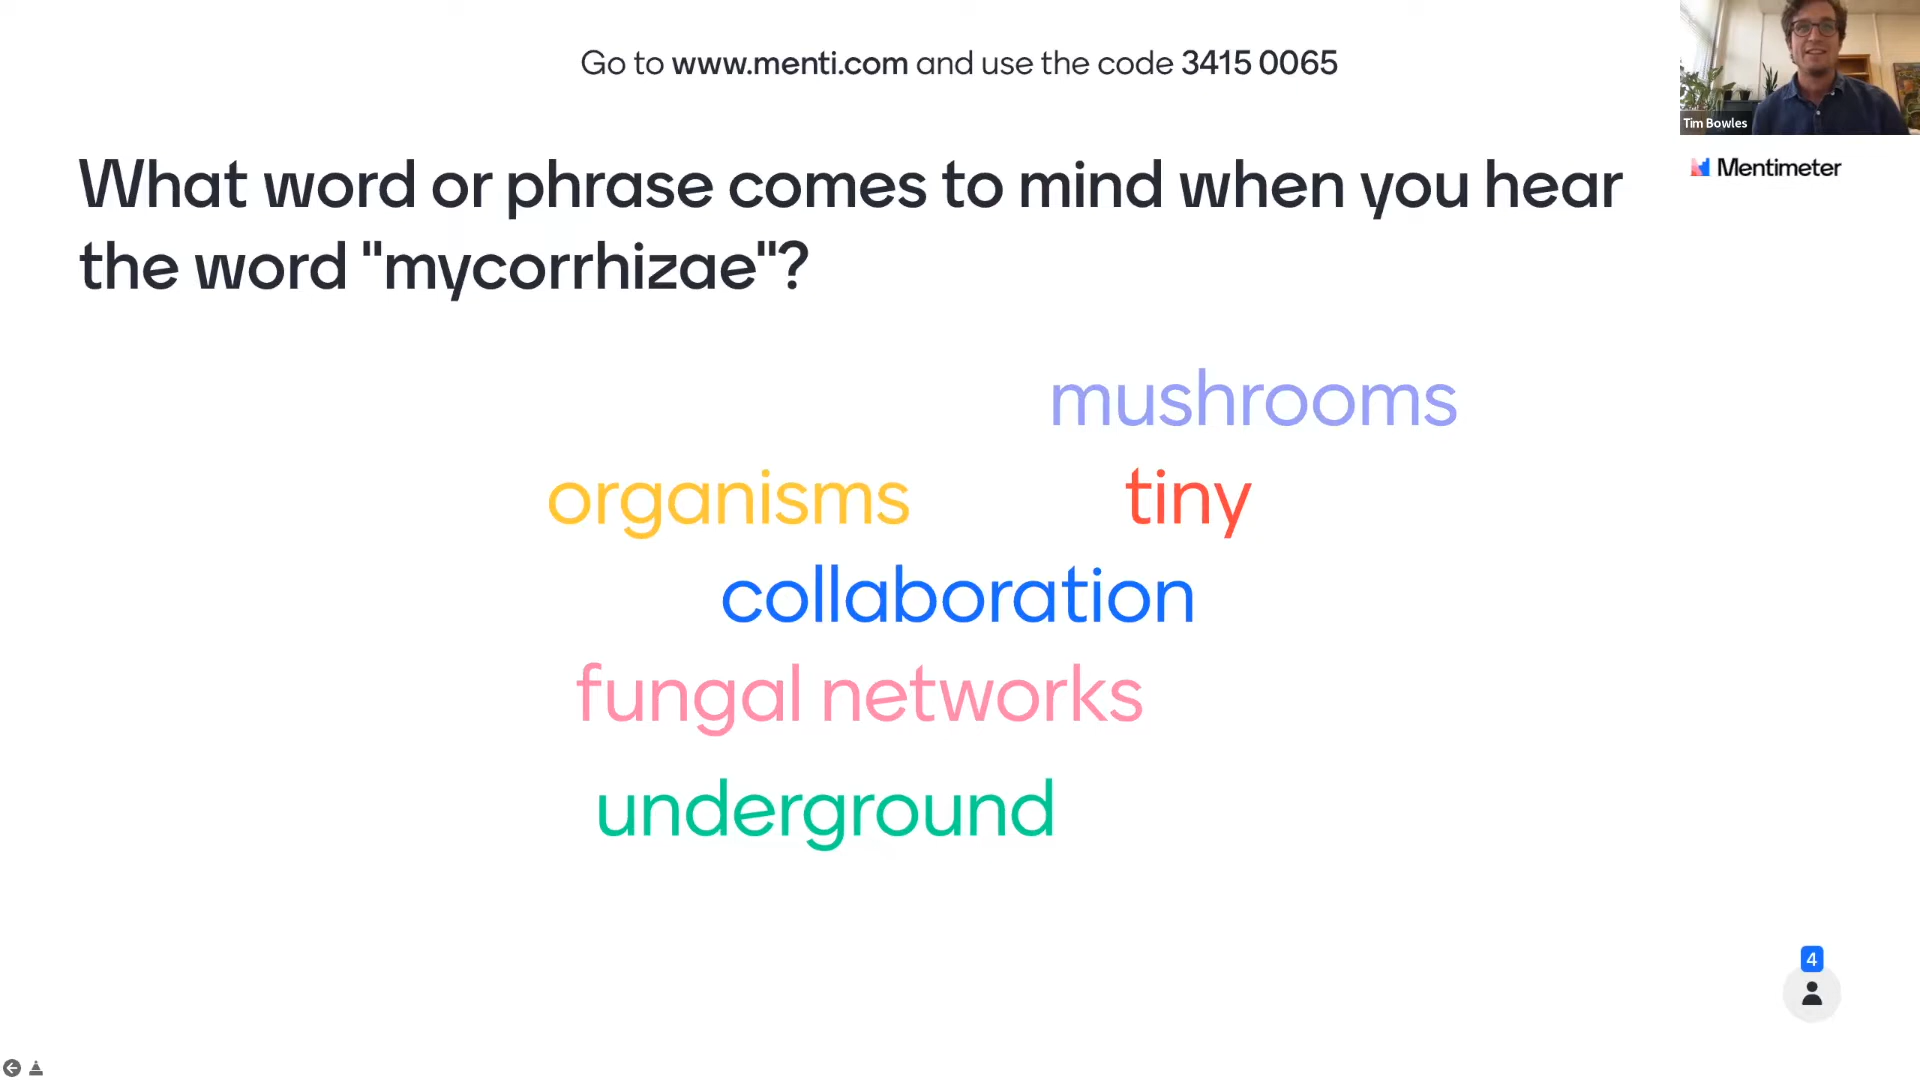 Go to www.menti.com and use the code 3415 0065
Tim Bowles
Mentimeter
What word or phrase comes to mind when you hear
the word "mycorrhizae"?
mushrooms
organisms tiny
collaboration
fungal networks
underground
4